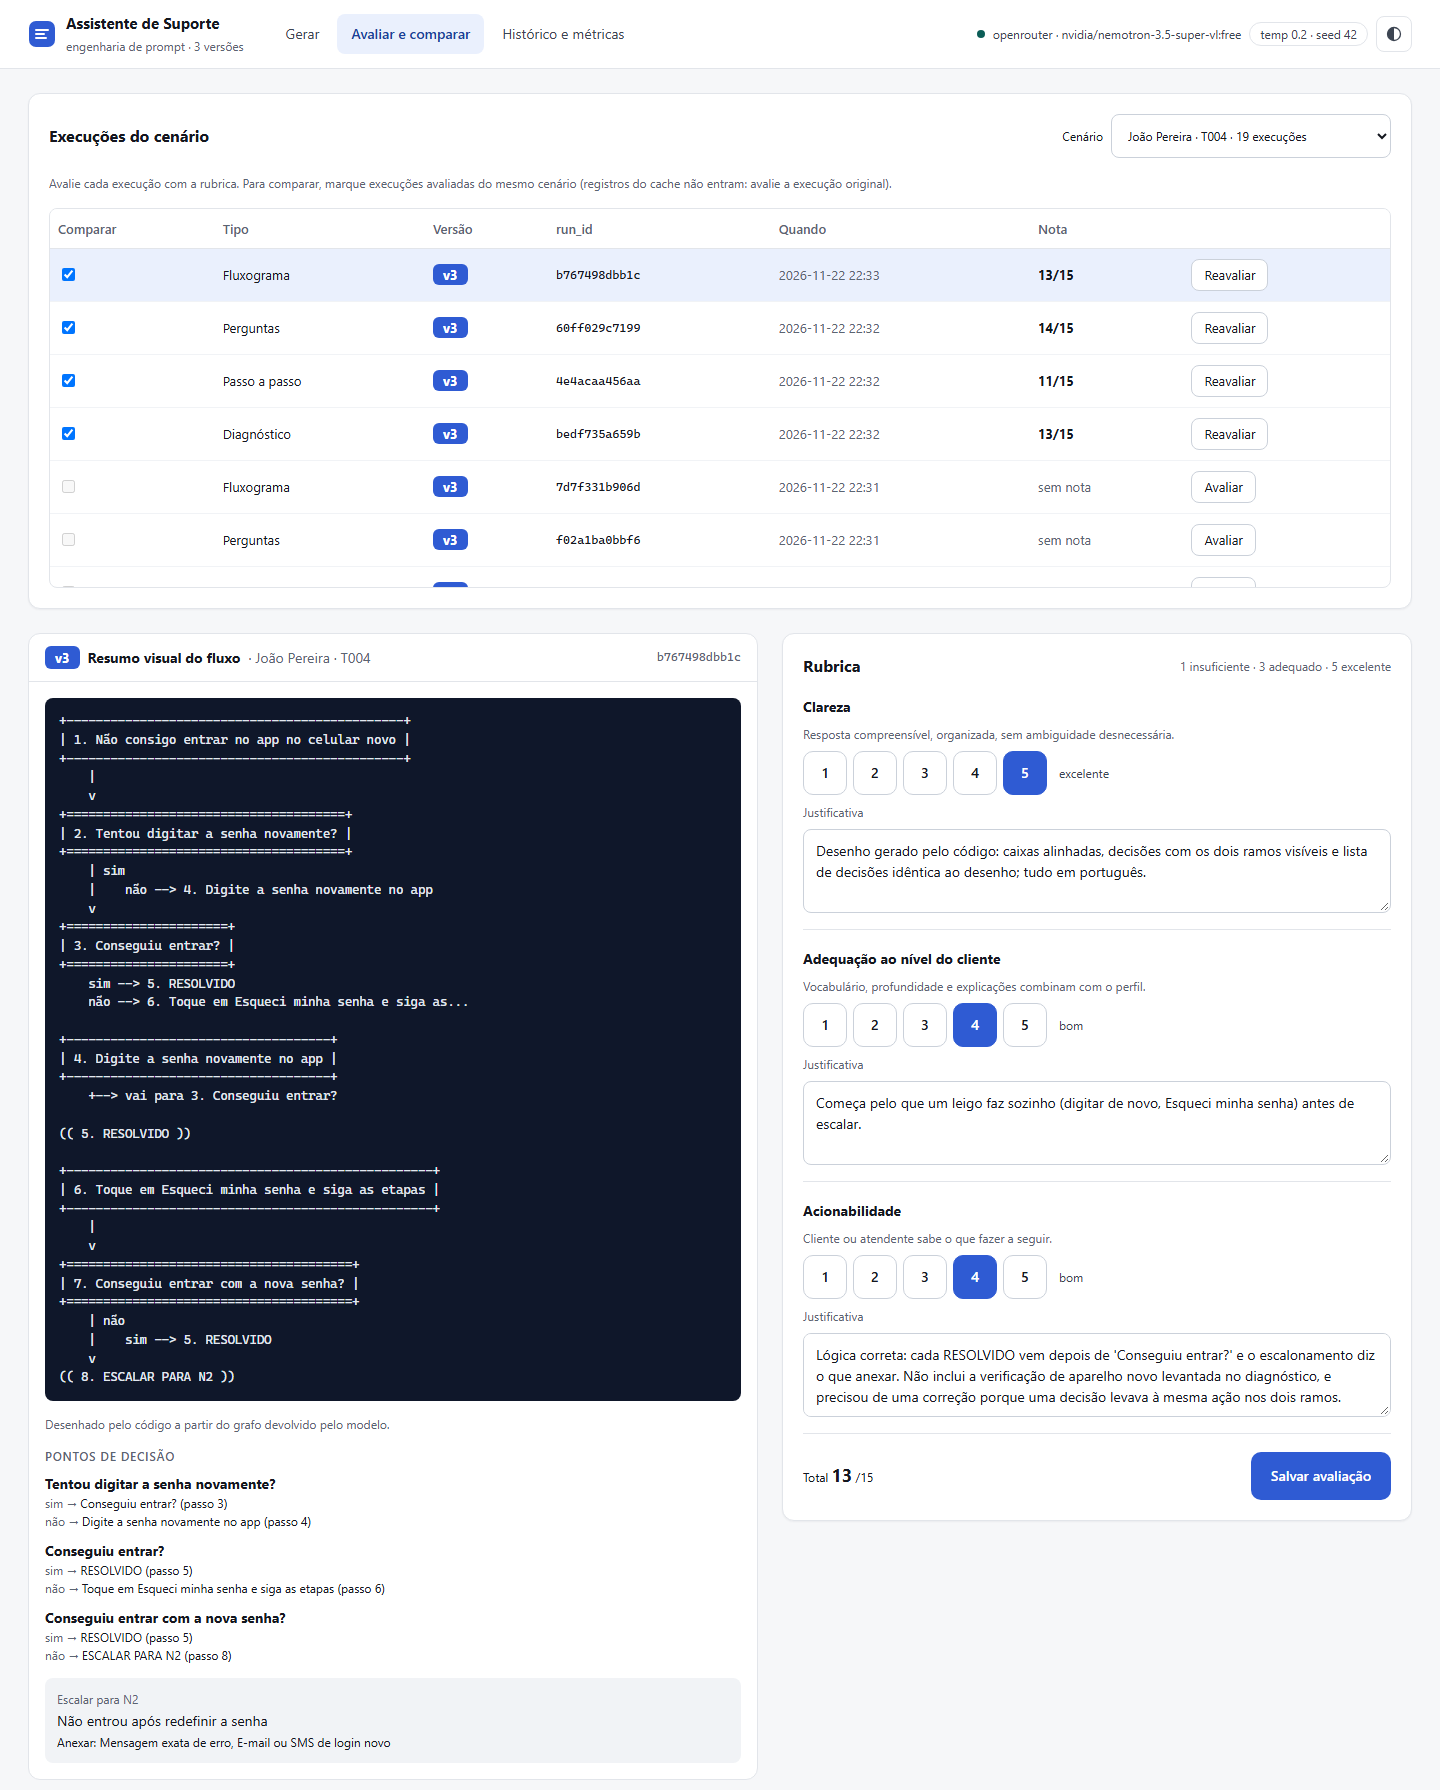 Assistente de Suporte
engenharia de prompt · 3 versões
Gerar
Avaliar e comparar
Histórico e métricas
openrouter · nvidia/nemotron-3.5-super-vl:free
temp 0.2 · seed 42
Execuções do cenário
Cenário
João Pereira · T004 · 19 execuções
Avalie cada execução com a rubrica. Para comparar, marque execuções avaliadas do mesmo cenário (registros do cache não entram: avalie a execução original).
Comparar Tipo Versão run_id Quando Nota
Fluxograma v3 b767498dbb1c 2026-11-22 22:33 13/15 Reavaliar
Perguntas v3 60ff029c7199 2026-11-22 22:32 14/15 Reavaliar
Passo a passo v3 4e4acaa456aa 2026-11-22 22:32 11/15 Reavaliar
Diagnóstico v3 bedf735a659b 2026-11-22 22:32 13/15 Reavaliar
Fluxograma v3 7d7f331b906d 2026-11-22 22:31 sem nota Avaliar
Perguntas v3 f02a1ba0bbf6 2026-11-22 22:31 sem nota Avaliar
v3 Resumo visual do fluxo · João Pereira · T004 b767498dbb1c
+----------------------------------------------+
| 1. Não consigo entrar no app no celular novo |
+----------------------------------------------+
    |
    v
+======================================+
| 2. Tentou digitar a senha novamente? |
+======================================+
    | sim
    |    não --> 4. Digite a senha novamente no app
    v
+======================+
| 3. Conseguiu entrar? |
+======================+
    sim --> 5. RESOLVIDO
    não --> 6. Toque em Esqueci minha senha e siga as...
+------------------------------------+
| 4. Digite a senha novamente no app |
+------------------------------------+
    +--> vai para 3. Conseguiu entrar?
(( 5. RESOLVIDO ))
+--------------------------------------------------+
| 6. Toque em Esqueci minha senha e siga as etapas |
+--------------------------------------------------+
    |
    v
+=======================================+
| 7. Conseguiu entrar com a nova senha? |
+=======================================+
    | não
    |    sim --> 5. RESOLVIDO
    v
(( 8. ESCALAR PARA N2 ))
Desenhado pelo código a partir do grafo devolvido pelo modelo.
PONTOS DE DECISÃO
Tentou digitar a senha novamente?
sim → Conseguiu entrar? (passo 3)
não → Digite a senha novamente no app (passo 4)
Conseguiu entrar?
sim → RESOLVIDO (passo 5)
não → Toque em Esqueci minha senha e siga as etapas (passo 6)
Conseguiu entrar com a nova senha?
sim → RESOLVIDO (passo 5)
não → ESCALAR PARA N2 (passo 8)
Escalar para N2
Não entrou após redefinir a senha
Anexar: Mensagem exata de erro, E-mail ou SMS de login novo
Rubrica
1 insuficiente · 3 adequado · 5 excelente
Clareza
Resposta compreensível, organizada, sem ambiguidade desnecessária.
1 2 3 4 5 excelente
Justificativa
Desenho gerado pelo código: caixas alinhadas, decisões com os dois ramos visíveis e lista
de decisões idêntica ao desenho; tudo em português.
Adequação ao nível do cliente
Vocabulário, profundidade e explicações combinam com o perfil.
1 2 3 4 5 bom
Justificativa
Começa pelo que um leigo faz sozinho (digitar de novo, Esqueci minha senha) antes de
escalar.
Acionabilidade
Cliente ou atendente sabe o que fazer a seguir.
1 2 3 4 5 bom
Justificativa
Lógica correta: cada RESOLVIDO vem depois de 'Conseguiu entrar?' e o escalonamento diz
o que anexar. Não inclui a verificação de aparelho novo levantada no diagnóstico, e
precisou de uma correção porque uma decisão levava à mesma ação nos dois ramos.
Total 13 /15
Salvar avaliação